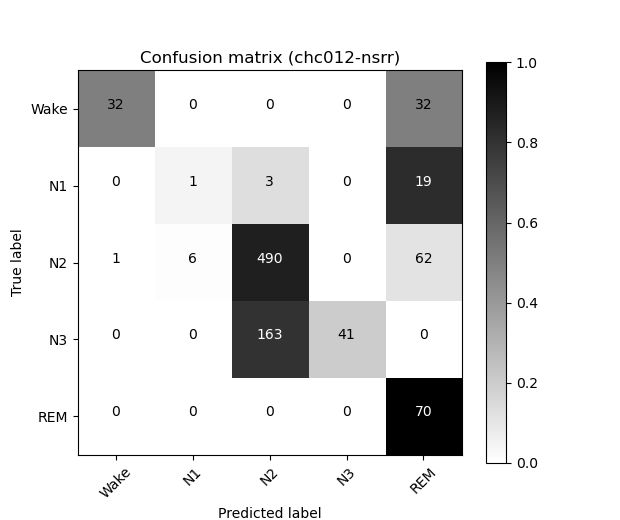 Confusion matrix (chc012-nsrr)
True label
Wake 32 0 0 0 32
N1 0 1 3 0 19
N2 1 6 490 0 62
N3 0 0 163 41 0
REM 0 0 0 0 70
Wake N1 N2 N3 REM
Predicted label
1.0
0.8
0.6
0.4
0.2
0.0